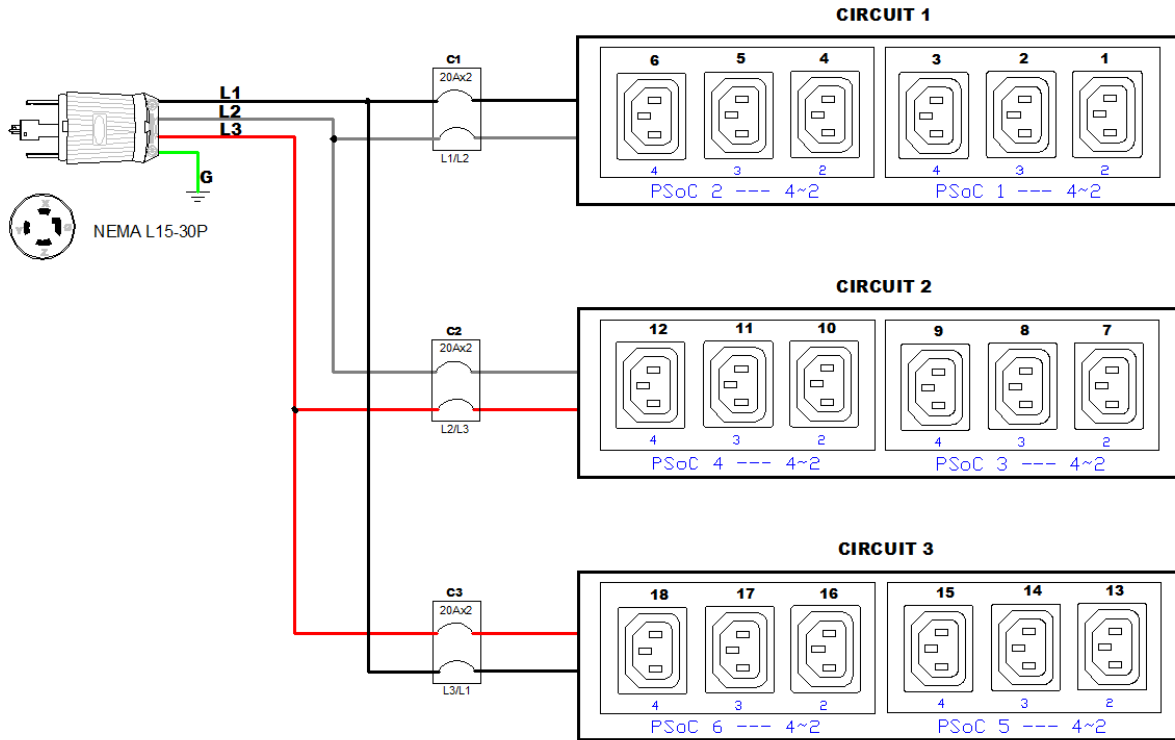 CIRCUIT 1
C1
20Ax2
L1/L2
6 5 4 3 2 1
4 3 2 4 3 2
PSoC 2 --- 4~2 PSoC 1 --- 4~2
L1
L2
L3
G
X
Y
G
Z
NEMA L15-30P
CIRCUIT 2
C2
20Ax2
L2/L3
12 11 10 9 8 7
4 3 2 4 3 2
PSoC 4 --- 4~2 PSoC 3 --- 4~2
CIRCUIT 3
C3
20Ax2
L3/L1
18 17 16 15 14 13
4 3 2 4 3 2
PSoC 6 --- 4~2 PSoC 5 --- 4~2